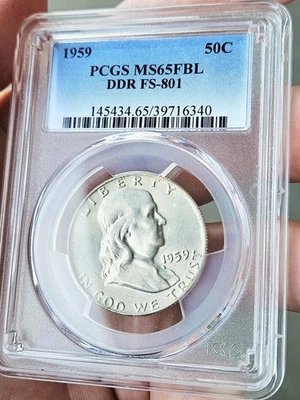 1959 50C
PCGS MS65FBL
DDR FS-801
145434.65/39716340
LIBERTY
1959
IN GOD WE TRUST